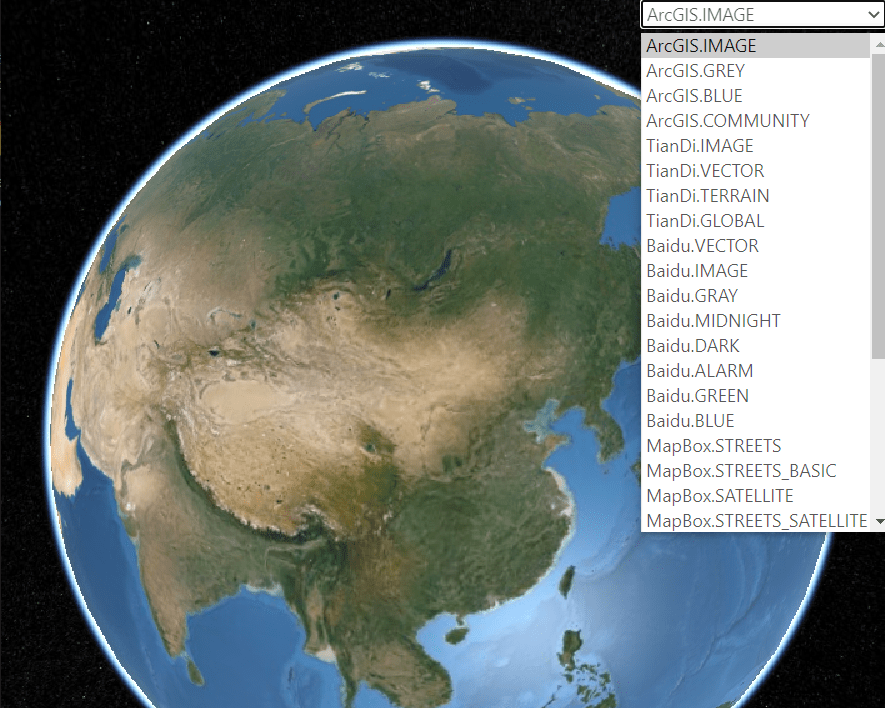 ArcGIS.IMAGE
ArcGIS.IMAGE
ArcGIS.GREY
ArcGIS.BLUE
ArcGIS.COMMUNITY
TianDi.IMAGE
TianDi.VECTOR
TianDi.TERRAIN
TianDi.GLOBAL
Baidu.VECTOR
Baidu.IMAGE
Baidu.GRAY
Baidu.MIDNIGHT
Baidu.DARK
Baidu.ALARM
Baidu.GREEN
Baidu.BLUE
MapBox.STREETS
MapBox.STREETS_BASIC
MapBox.SATELLITE
MapBox.STREETS_SATELLITE